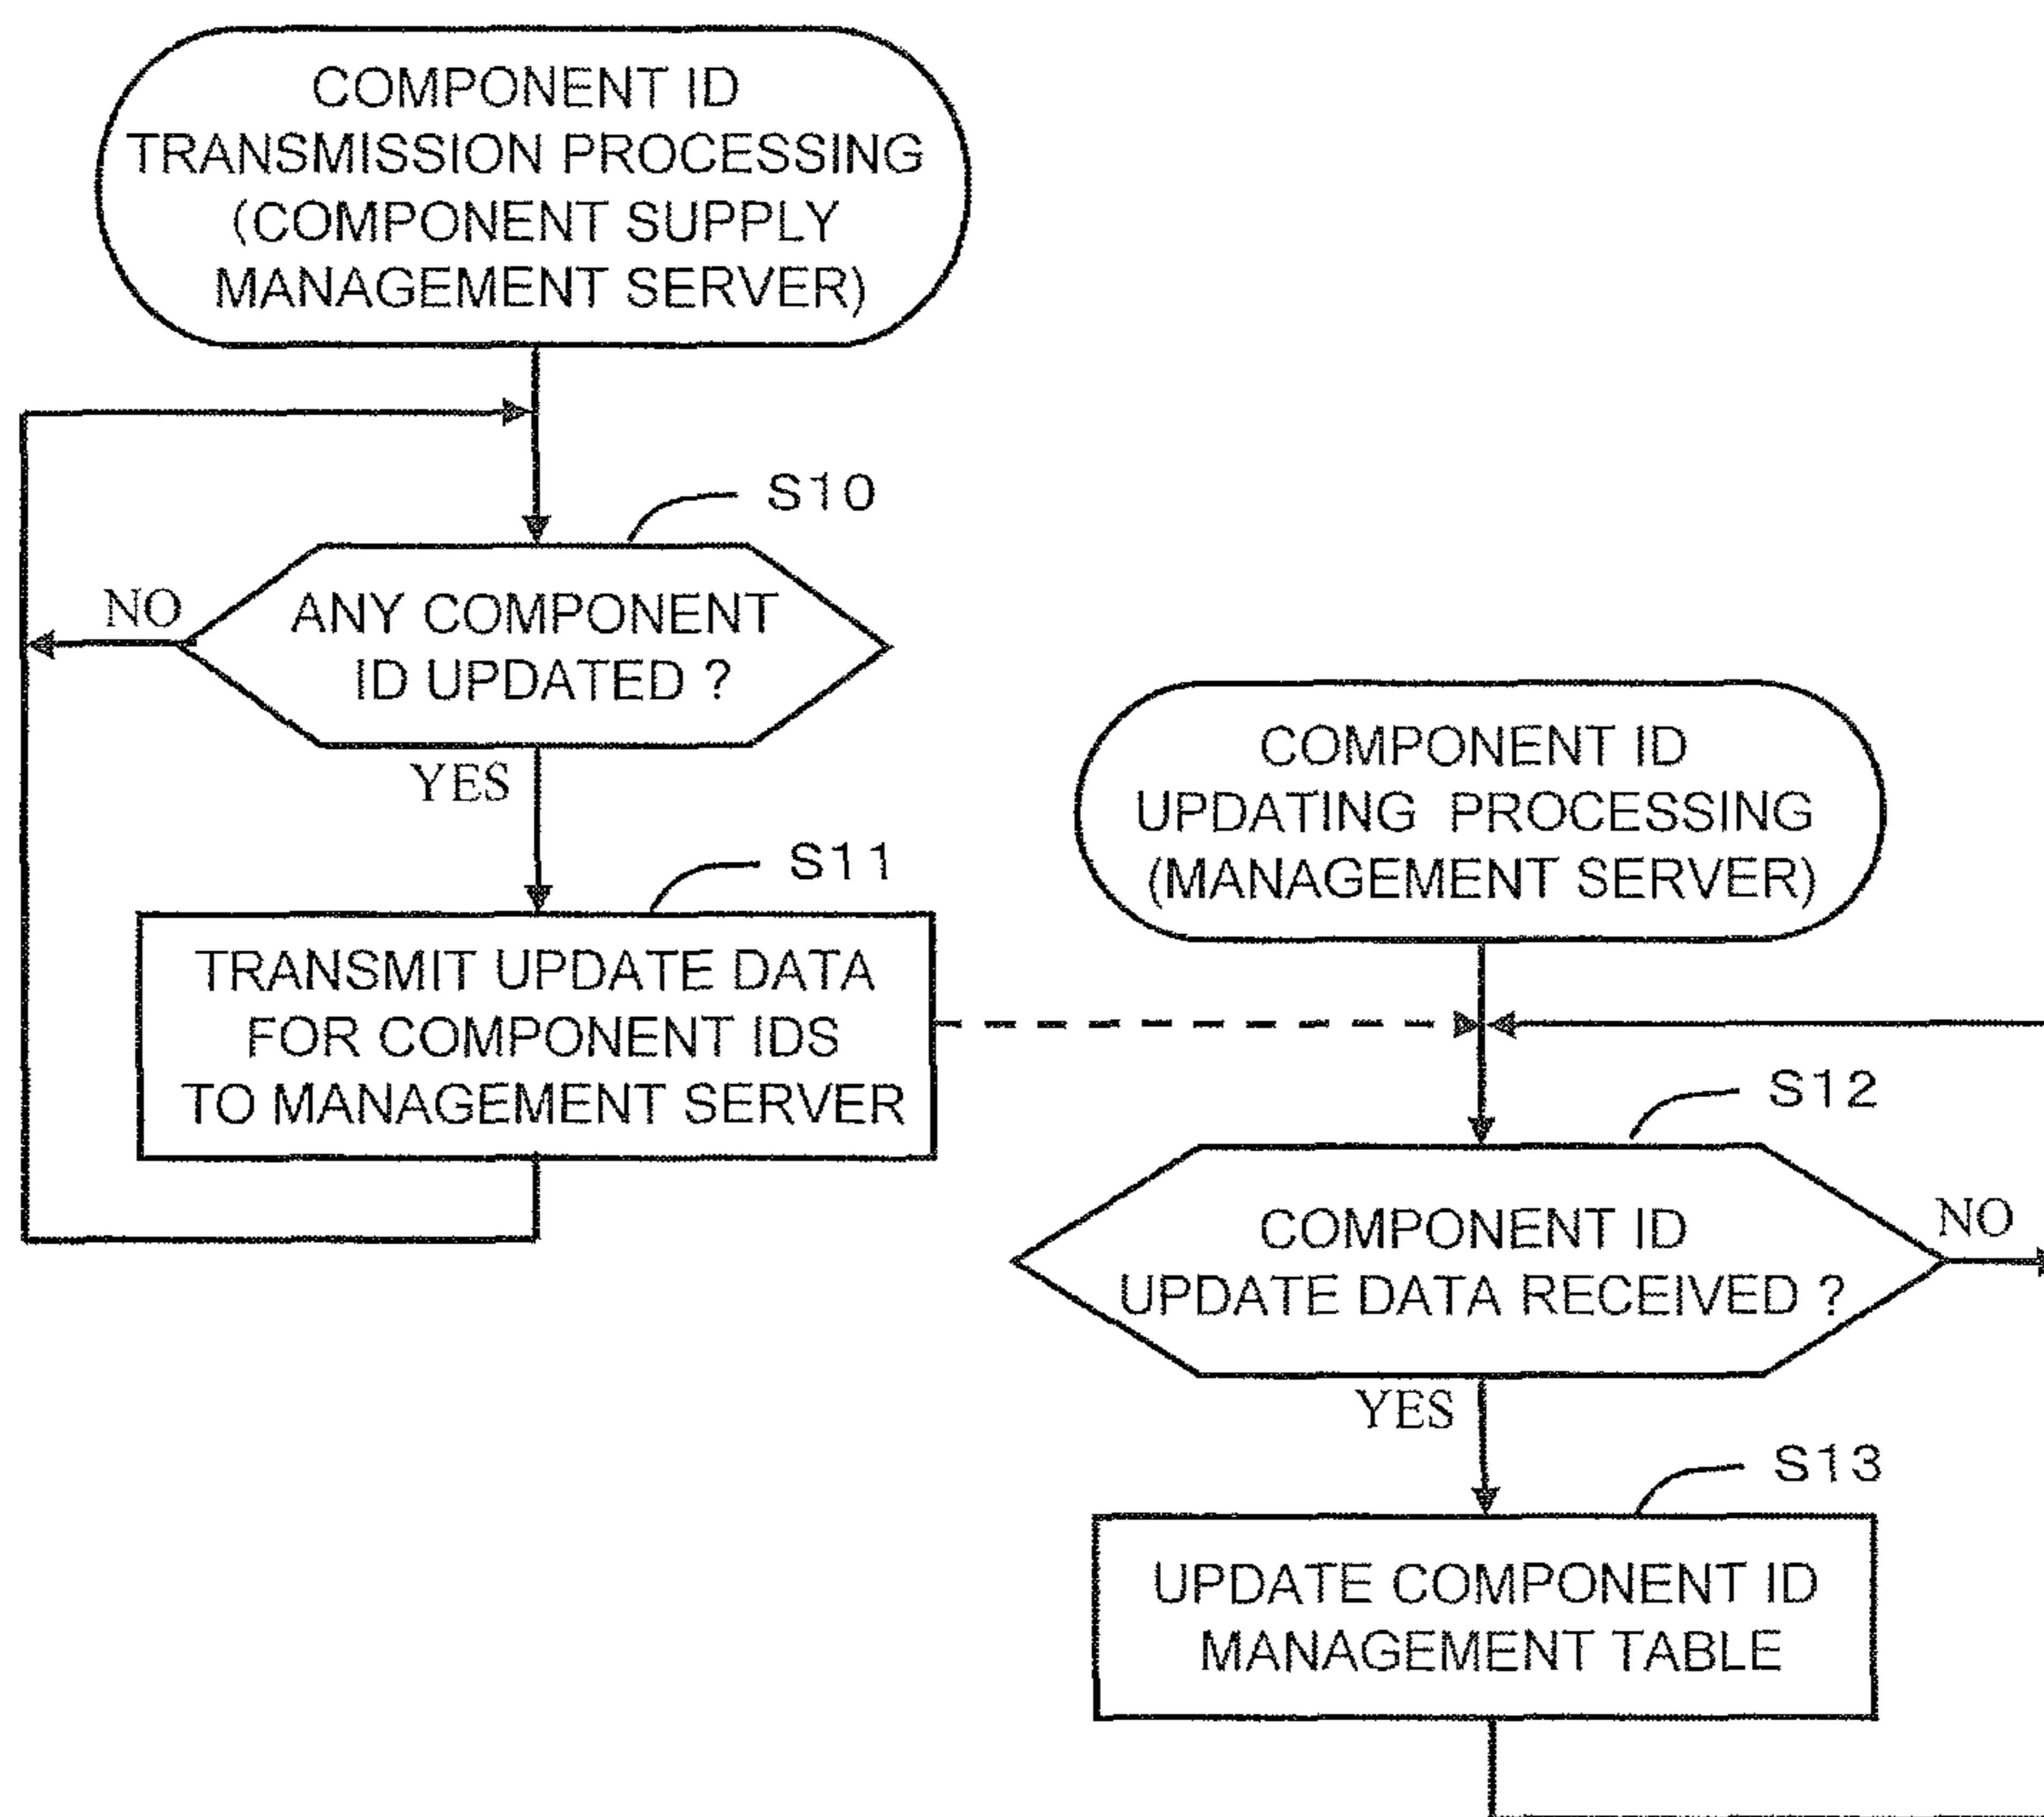 COMPONENT ID
TRANSMISSION PROCESSING
(COMPONENT SUPPLY
MANAGEMENT SERVER)
S10
NO
ANY COMPONENT
ID UPDATED ?
YES
S11
TRANSMIT UPDATE DATA
FOR COMPONENT IDS
TO MANAGEMENT SERVER
COMPONENT ID
UPDATING PROCESSING
(MANAGEMENT SERVER)
S12
COMPONENT ID
UPDATE DATA RECEIVED ?
NO
YES
S13
UPDATE COMPONENT ID
MANAGEMENT TABLE